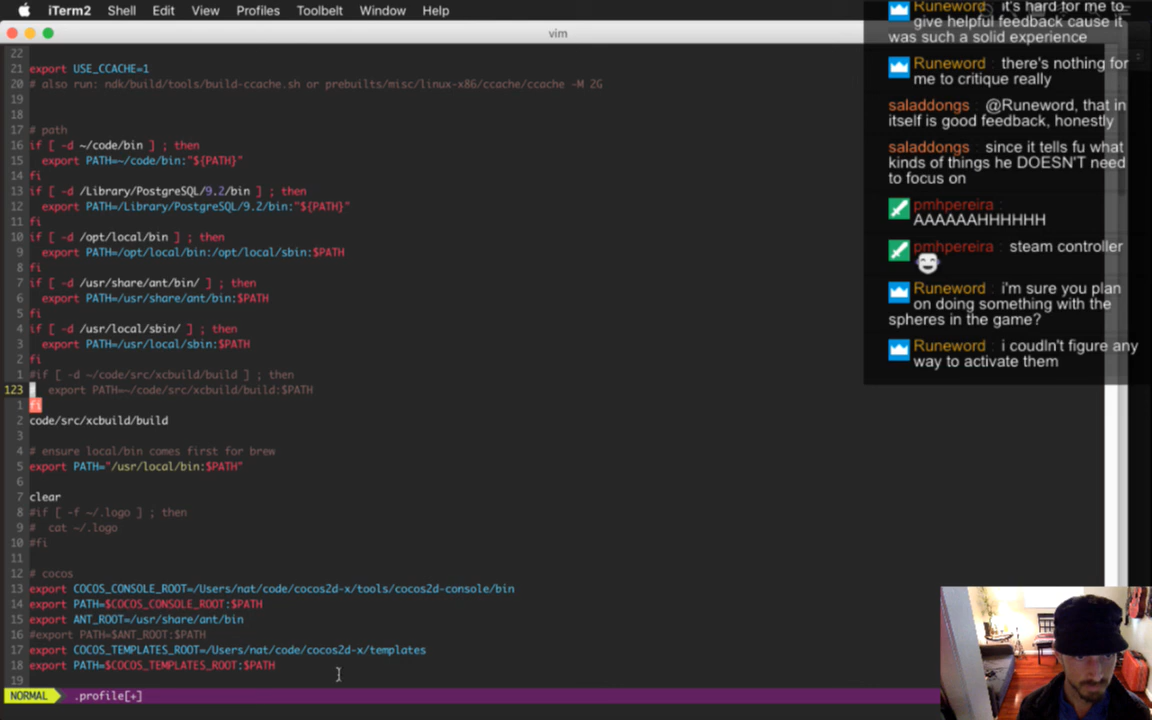 iTerm2 Shell Edit View Profiles Toolbelt Window Help
vim
22
21 export USE_CCACHE=1
20 # also run: ndk/build/tools/build-ccache.sh or prebuilts/misc/linux-x86/ccache/ccache -M 2G
19
18
17 # path
16 if [ -d ~/code/bin ] ; then
15 export PATH=~/code/bin:"${PATH}"
14 fi
13 if [ -d /Library/PostgreSQL/9.2/bin ] ; then
12 export PATH=/Library/PostgreSQL/9.2/bin:"${PATH}"
11 fi
10 if [ -d /opt/local/bin ] ; then
9 export PATH=/opt/local/bin:/opt/local/sbin:$PATH
8 fi
7 if [ -d /usr/share/ant/bin/ ] ; then
6 export PATH=/usr/share/ant/bin:$PATH
5 fi
4 if [ -d /usr/local/sbin/ ] ; then
3 export PATH=/usr/local/sbin:$PATH
2 fi
1 #if [ -d ~/code/src/xcbuild/build ] ; then
123 export PATH=~/code/src/xcbuild/build:$PATH
1 fi
2 code/src/xcbuild/build
3
4 # ensure local/bin comes first for brew
5 export PATH="/usr/local/bin:$PATH"
6
7 clear
8 #if [ -f ~/.logo ] ; then
9 # cat ~/.logo
10 #fi
11
12 # cocos
13 export COCOS_CONSOLE_ROOT=/Users/nat/code/cocos2d-x/tools/cocos2d-console/bin
14 export PATH=$COCOS_CONSOLE_ROOT:$PATH
15 export ANT_ROOT=/usr/share/ant/bin
16 #export PATH=$ANT_ROOT:$PATH
17 export COCOS_TEMPLATES_ROOT=/Users/nat/code/cocos2d-x/templates
18 export PATH=$COCOS_TEMPLATES_ROOT:$PATH
19
NORMAL .profile[+]
Runeword : it's hard for me to
give helpful feedback cause it
was such a solid experience
Runeword : there's nothing for
me to critique really
saladdongs : @Runeword, that in
itself is good feedback, honestly
saladdongs : since it tells fu what
kinds of things he DOESN'T need
to focus on
pmhpereira :
AAAAAAHHHHHH
pmhpereira : steam controller
Runeword : i'm sure you plan
on doing something with the
spheres in the game?
Runeword : i coudln't figure any
way to activate them